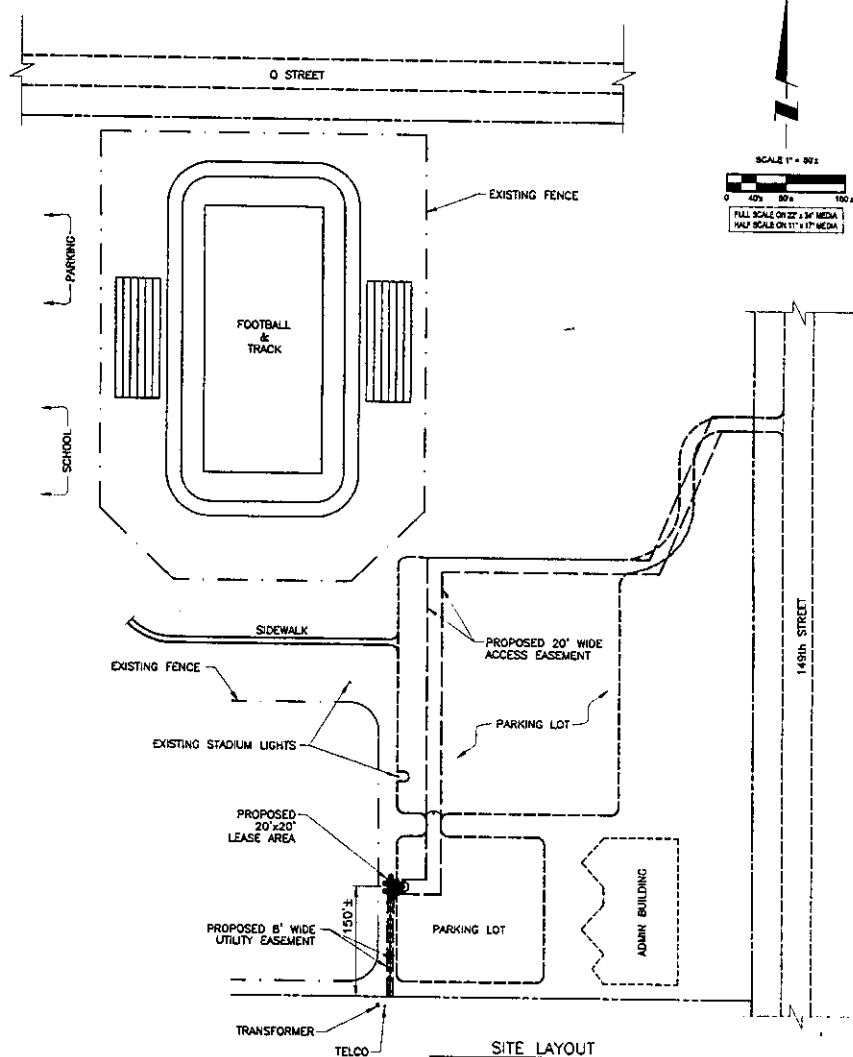 Q STREET
SCALE 1" = 80'±
0 40's 80's 160's
FULL SCALE ON 22" x 34" MEDIA
HALF SCALE ON 11" x 17" MEDIA
EXISTING FENCE
PARKING
FOOTBALL
&
TRACK
SCHOOL
149th STREET
SIDEWALK
PROPOSED 20' WIDE
ACCESS EASEMENT
EXISTING FENCE
PARKING LOT
EXISTING STADIUM LIGHTS
PROPOSED
20'x20'
LEASE AREA
150'±
PROPOSED 8' WIDE
UTILITY EASEMENT
PARKING LOT
ADMIN BUILDING
TRANSFORMER
TELCO
SITE LAYOUT